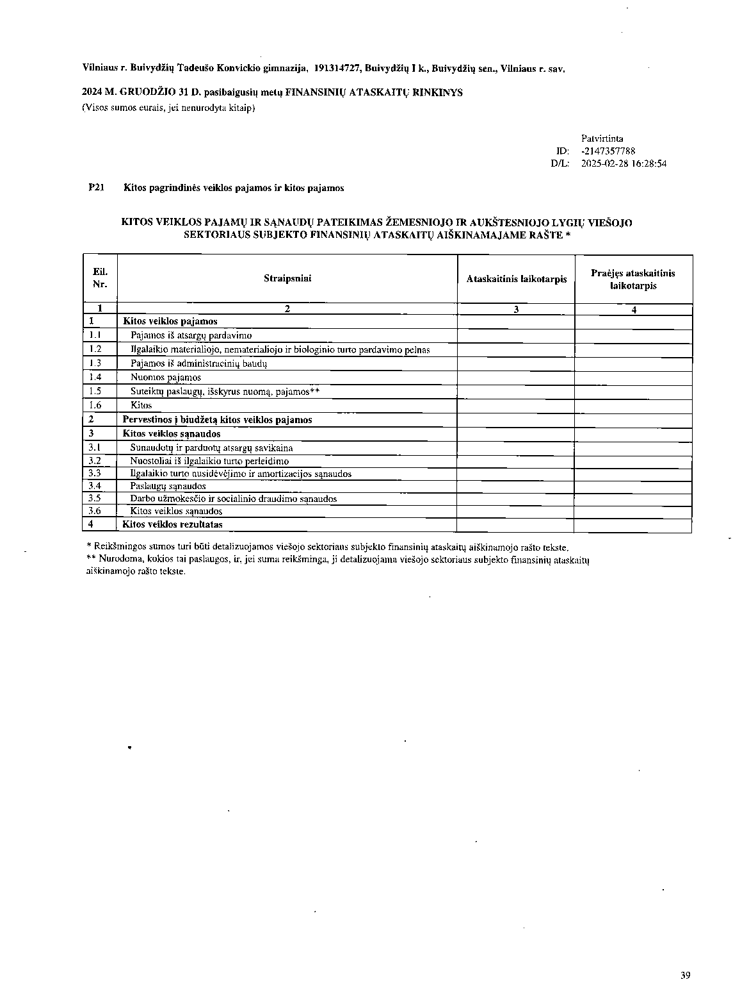 Vilniaus r. Buivydžių Tadeušo Konvickio gimnazija, 191314727, Buivydžių I k., Buivydžių sen., Vilniaus r. sav.
2024 M. GRUODŽIO 31 D. pasibaigusių metų FINANSINIŲ ATASKAITŲ RINKINYS
(Visos sumos eurais, jei nenurodyta kitaip)
Patvirtinta
ID: -2147357788
D/L: 2025-02-28 16:28:54
P21 Kitos pagrindinės veiklos pajamos ir kitos pajamos
KITOS VEIKLOS PAJAMŲ IR SĄNAUDŲ PATEIKIMAS ŽEMESNIOJO IR AUKŠTESNIOJO LYGIŲ VIEŠOJO
SEKTORIAUS SUBJEKTO FINANSINIŲ ATASKAITŲ AIŠKINAMAJAME RAŠTE *
Eil. Nr. Straipsniai Ataskaitinis laikotarpis Praėjęs ataskaitinis laikotarpis
1 2 3 4
1 Kitos veiklos pajamos
1.1 Pajamos iš atsargų pardavimo
1.2 Ilgalaikio materialiojo, nematerialiojo ir biologinio turto pardavimo pelnas
1.3 Pajamos iš administracinių baudų
1.4 Nuomos pajamos
1.5 Suteiktų paslaugų, išskyrus nuomą, pajamos**
1.6 Kitos
2 Pervestinos į biudžetą kitos veiklos pajamos
3 Kitos veiklos sąnaudos
3.1 Sunaudotų ir parduotų atsargų savikaina
3.2 Nuostoliai iš ilgalaikio turto perleidimo
3.3 Ilgalaikio turto nusidėvėjimo ir amortizacijos sąnaudos
3.4 Paslaugų sąnaudos
3.5 Darbo užmokesčio ir socialinio draudimo sąnaudos
3.6 Kitos veiklos sąnaudos
4 Kitos veiklos rezultatas
* Reikšmingos sumos turi būti detalizuojamos viešojo sektoriaus subjekto finansinių ataskaitų aiškinamojo rašto tekste.
** Nurodoma, kokios tai paslaugos, ir, jei suma reikšminga, ji detalizuojama viešojo sektoriaus subjekto finansinių ataskaitų
aiškinamojo rašto tekste.
39